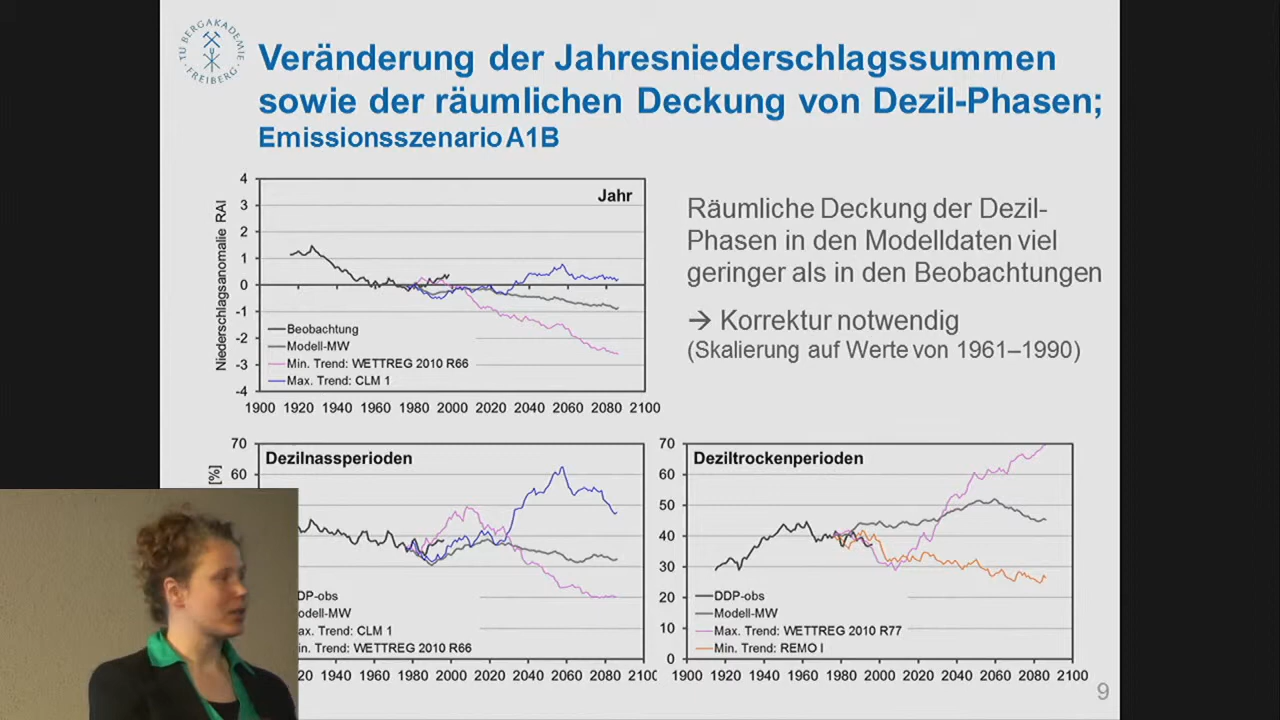 TU BERGAKADEMIE FREIBERG
Veränderung der Jahresniederschlagssummen
sowie der räumlichen Deckung von Dezil-Phasen;
Emissionsszenario A1B
Niederschlagsanomalie RAI
4
3
2
1
0
-1
-2
-3
-4
Jahr
Beobachtung
Modell-MW
Min. Trend: WETTREG 2010 R66
Max. Trend: CLM 1
1900 1920 1940 1960 1980 2000 2020 2040 2060 2080 2100
Räumliche Deckung der Dezil-
Phasen in den Modelldaten viel
geringer als in den Beobachtungen
→ Korrektur notwendig
(Skalierung auf Werte von 1961–1990)
[%]
70
60
Dezilnassperioden
DP-obs
odell-MW
ax. Trend: CLM 1
in. Trend: WETTREG 2010 R66
20 1940 1960 1980 2000 2020 2040 2060 2080 210
70
60
50
40
30
20
10
0
Deziltrockenperioden
DDP-obs
Modell-MW
Max. Trend: WETTREG 2010 R77
Min. Trend: REMO I
1900 1920 1940 1960 1980 2000 2020 2040 2060 2080 2100
9